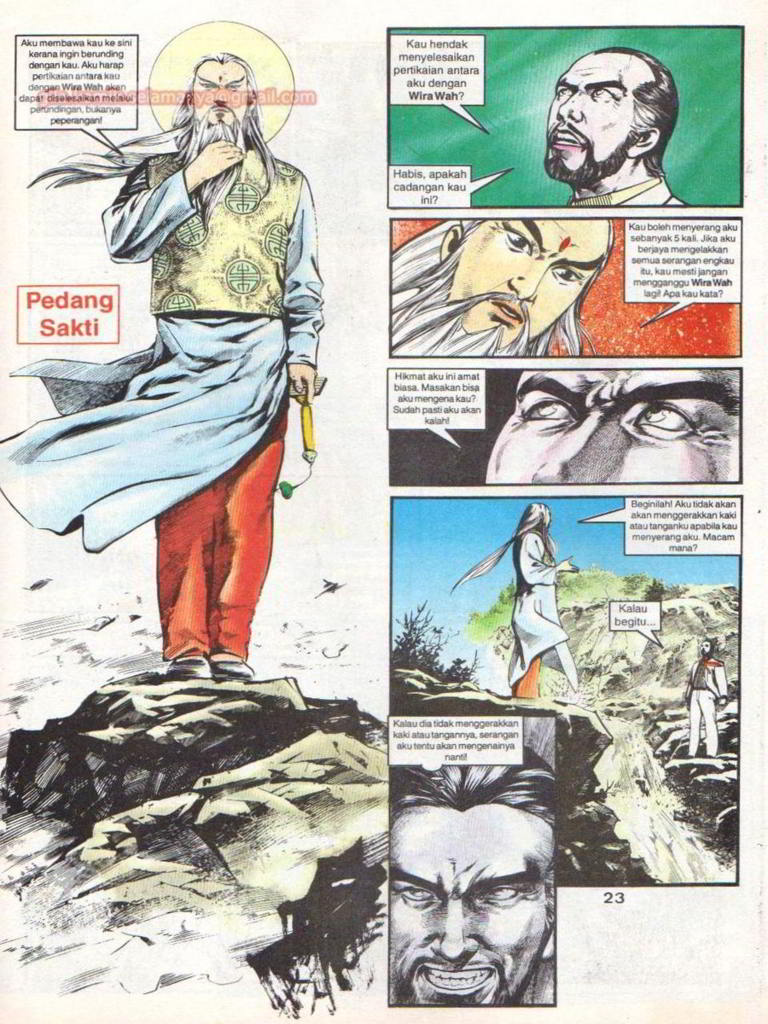 Aku membawa kau ke sini
kerana ingin berunding
dengan kau. Aku harap
pertikaian antara kau
dengan Wira Wah akan
dapat diselesaikan melalui
perundingan, bukanya
peperangan!
@gmail.com
Pedang
Sakti
Kau hendak
menyelesaikan
pertikaian antara
aku dengan
Wira Wah?
Habis, apakah
cadangan kau
ini?
Kau boleh menyerang aku
sebanyak 5 kali. Jika aku
berjaya mengelakkan
semua serangan engkau
itu, kau mesti jangan
mengganggu Wira Wah
lagi! Apa kau kata?
Hikmat aku ini amat
biasa. Masakan bisa
aku mengena kau?
Sudah pasti aku akan
kalah!
Beginilah! Aku tidak akan
akan menggerakkan kaki
atau tanganku apabila kau
menyerang aku. Macam
mana?
Kalau
begitu...
Kalau dia tidak menggerakkan
kaki atau tangannya, serangan
aku tentu akan mengenainya
nanti!
23